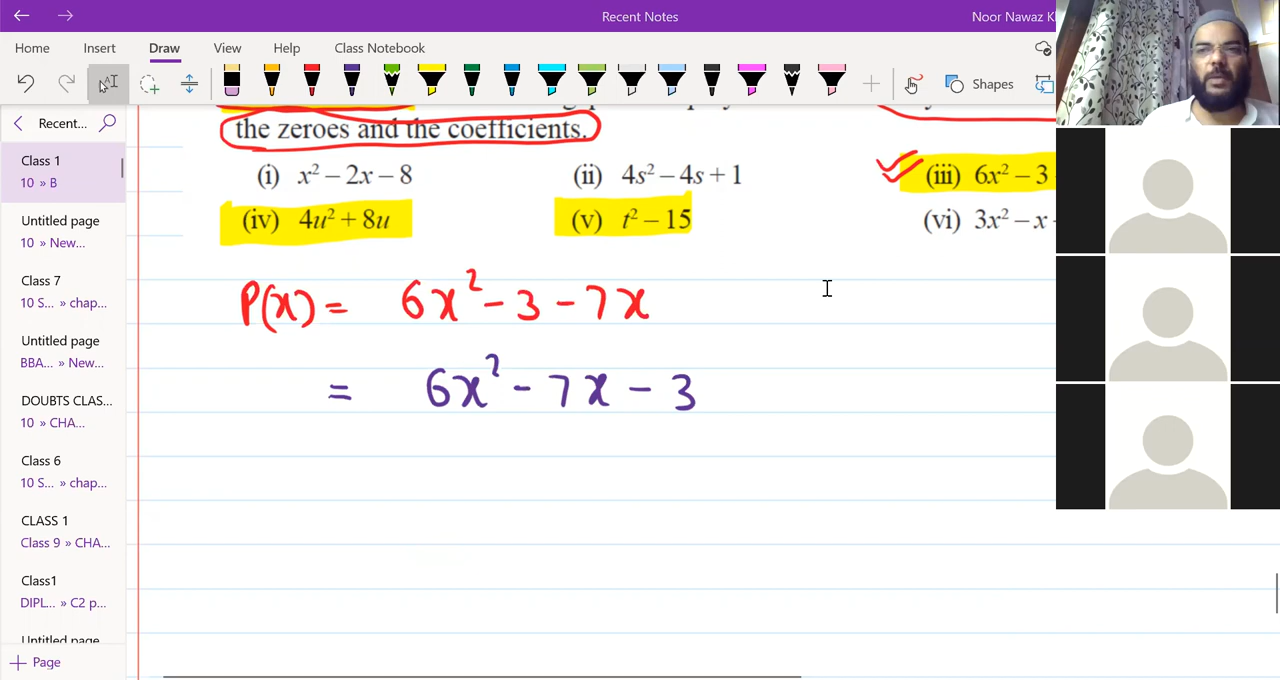 Recent Notes
Noor Nawaz K
Home Insert Draw View Help Class Notebook
Shapes
Recent...
Class 1
10 » B
Untitled page
10 » New...
Class 7
10 S... » chap...
Untitled page
BBA... » New...
DOUBTS CLAS...
10 » CHA...
Class 6
10 S... » chap...
CLASS 1
Class 9 » CHA...
Class1
DIPL... » C2 p...
Untitled page
Page
the zeroes and the coefficients.
(i) x² – 2x – 8 (ii) 4s² – 4s + 1 (iii) 6x² – 3
(iv) 4u² + 8u (v) t² – 15 (vi) 3x² – x
P(x) = 6x² – 3 – 7x
= 6x² – 7x – 3